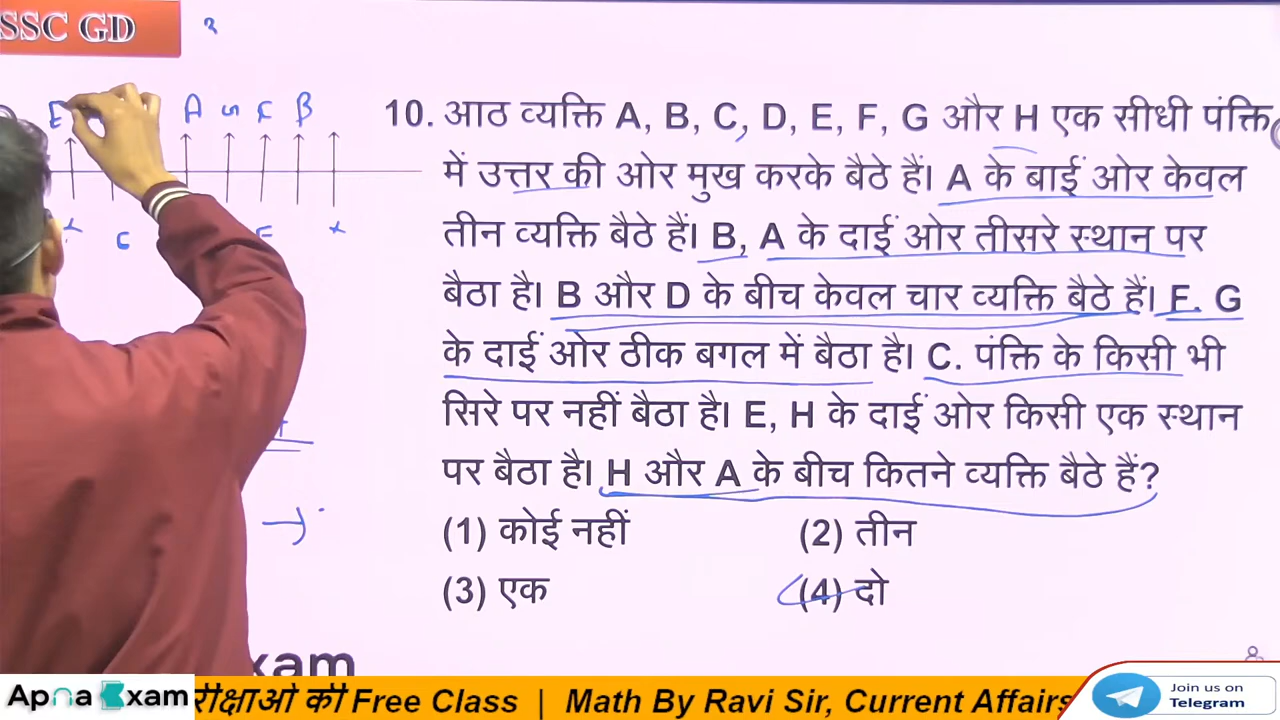 SSC GD
A G F B
10. आठ व्यक्ति A, B, C, D, E, F, G और H एक सीधी पंक्ति
में उत्तर की ओर मुख करके बैठे हैं। A के बाईं ओर केवल
तीन व्यक्ति बैठे हैं। B, A के दाईं ओर तीसरे स्थान पर
बैठा है। B और D के बीच केवल चार व्यक्ति बैठे हैं। F. G
के दाईं ओर ठीक बगल में बैठा है। C. पंक्ति के किसी भी
सिरे पर नहीं बैठा है। E, H के दाईं ओर किसी एक स्थान
पर बैठा है। H और A के बीच कितने व्यक्ति बैठे हैं?
(1) कोई नहीं (2) तीन
(3) एक (4) दो
xam
Apna Exam
रीक्षाओ की Free Class | Math By Ravi Sir, Current Affairs
Join us on
Telegram